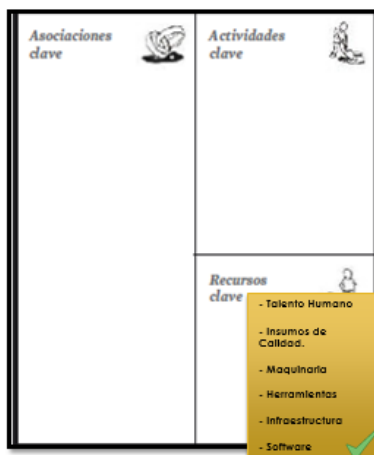 Asociaciones
clave
Actividades
clave
Recursos
clave
- Talento Humano
- Insumos de
Calidad.
- Maquinaria
- Herramientas
- Infraestructura
- Software